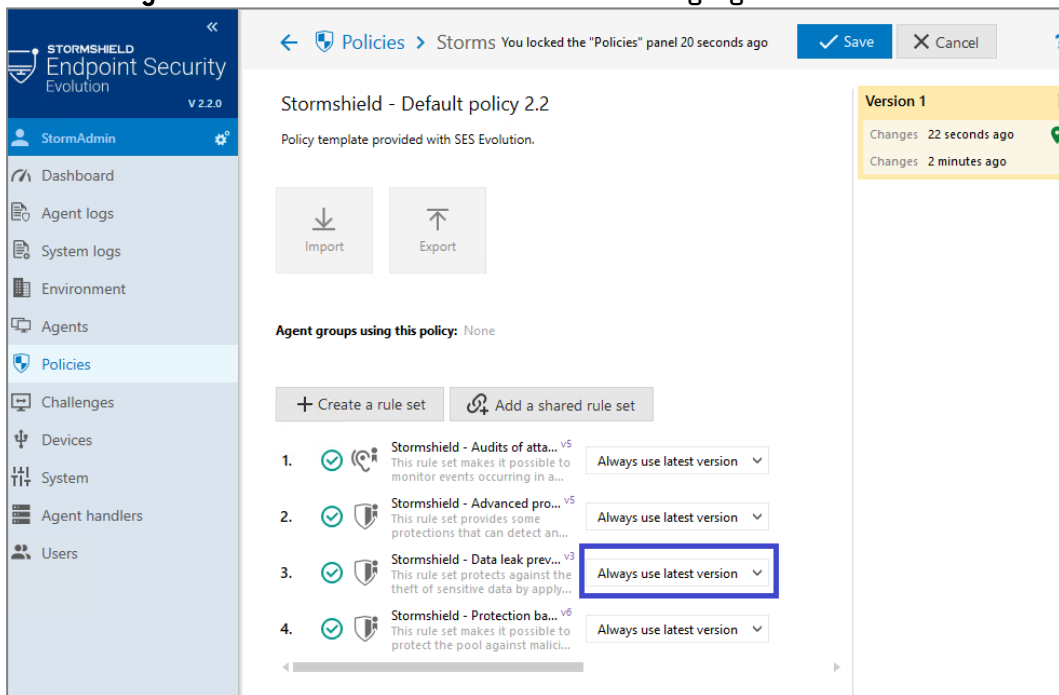 «
STORMSHIELD
Endpoint Security
Evolution
V 2.2.0
StormAdmin
Dashboard
Agent logs
System logs
Environment
Agents
Policies
Challenges
Devices
System
Agent handlers
Users
Policies > Storms You locked the "Policies" panel 20 seconds ago
Save
Cancel
?
Stormshield - Default policy 2.2
Policy template provided with SES Evolution.
Import
Export
Agent groups using this policy: None
+ Create a rule set
Add a shared rule set
1. Stormshield - Audits of atta... v5
This rule set makes it possible to
monitor events occurring in a...
Always use latest version
2. Stormshield - Advanced pro... v5
This rule set provides some
protections that can detect an...
Always use latest version
3. Stormshield - Data leak prev... v3
This rule set protects against the
theft of sensitive data by apply...
Always use latest version
4. Stormshield - Protection ba... v6
This rule set makes it possible to
protect the pool against malici...
Always use latest version
Version 1
Changes 22 seconds ago
Changes 2 minutes ago